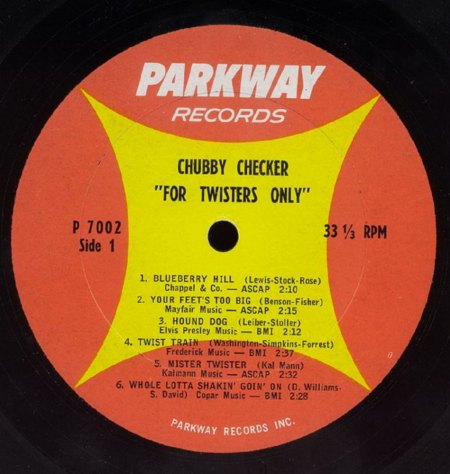 PARKWAY
RECORDS
CHUBBY CHECKER
"FOR TWISTERS ONLY"
P 7002
Side 1
33 ⅓ RPM
1. BLUEBERRY HILL (Lewis-Stock-Rose)
Chappel & Co. — ASCAP 2:10
2. YOUR FEET'S TOO BIG (Benson-Fisher)
Mayfair Music — ASCAP 2:15
3. HOUND DOG (Leiber-Stoller)
Elvis Presley Music — BMI 2:12
4. TWIST TRAIN (Washington-Simpkins-Forrest)
Frederick Music — BMI 2:37
5. MISTER TWISTER (Kal Mann)
Kalmann Music — ASCAP 2:32
6. WHOLE LOTTA SHAKIN' GOIN' ON (D. Williams-
S. David) Copar Music — BMI 2:28
PARKWAY RECORDS INC.